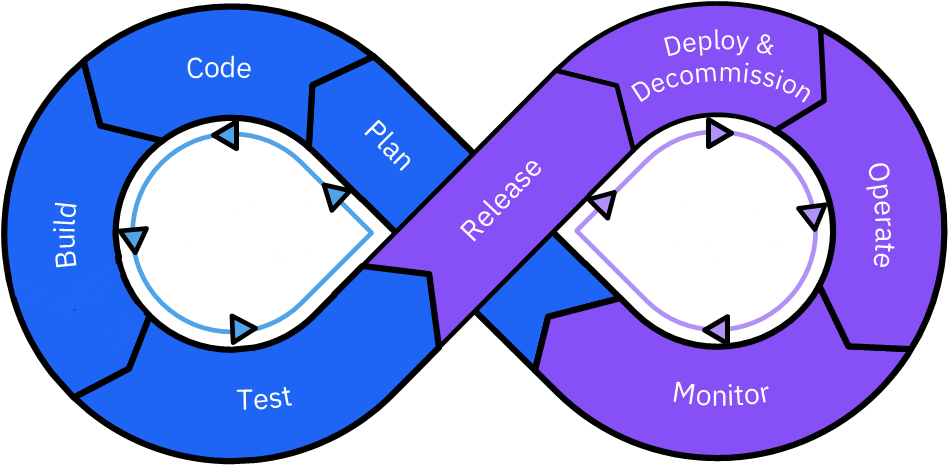 Code
Plan
Build
Test
Release
Deploy &
Decommission
Operate
Monitor